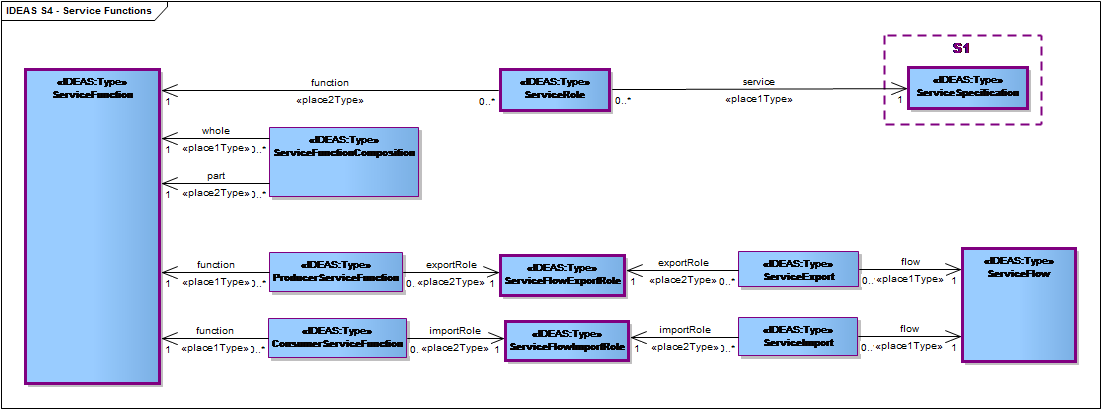 IDEAS S4 - Service Functions
S1
«IDEAS:Type»
ServiceFunction
function
«place2Type»
1
0..*
«IDEAS:Type»
ServiceRole
service
«place1Type»
0..*
1
«IDEAS:Type»
ServiceSpecification
whole
«place1Type»
1
0..*
«IDEAS:Type»
ServiceFunctionComposition
part
«place2Type»
1
0..*
function
«place1Type»
1
0..*
«IDEAS:Type»
ProducerServiceFunction
exportRole
«place2Type»
0..*
1
«IDEAS:Type»
ServiceFlowExportRole
exportRole
«place2Type»
1
0..*
«IDEAS:Type»
ServiceExport
flow
«place1Type»
0..*
1
«IDEAS:Type»
ServiceFlow
function
«place1Type»
1
0..*
«IDEAS:Type»
ConsumerServiceFunction
importRole
«place2Type»
0..*
1
«IDEAS:Type»
ServiceFlowImportRole
importRole
«place2Type»
1
0..*
«IDEAS:Type»
ServiceImport
flow
«place1Type»
0..*
1